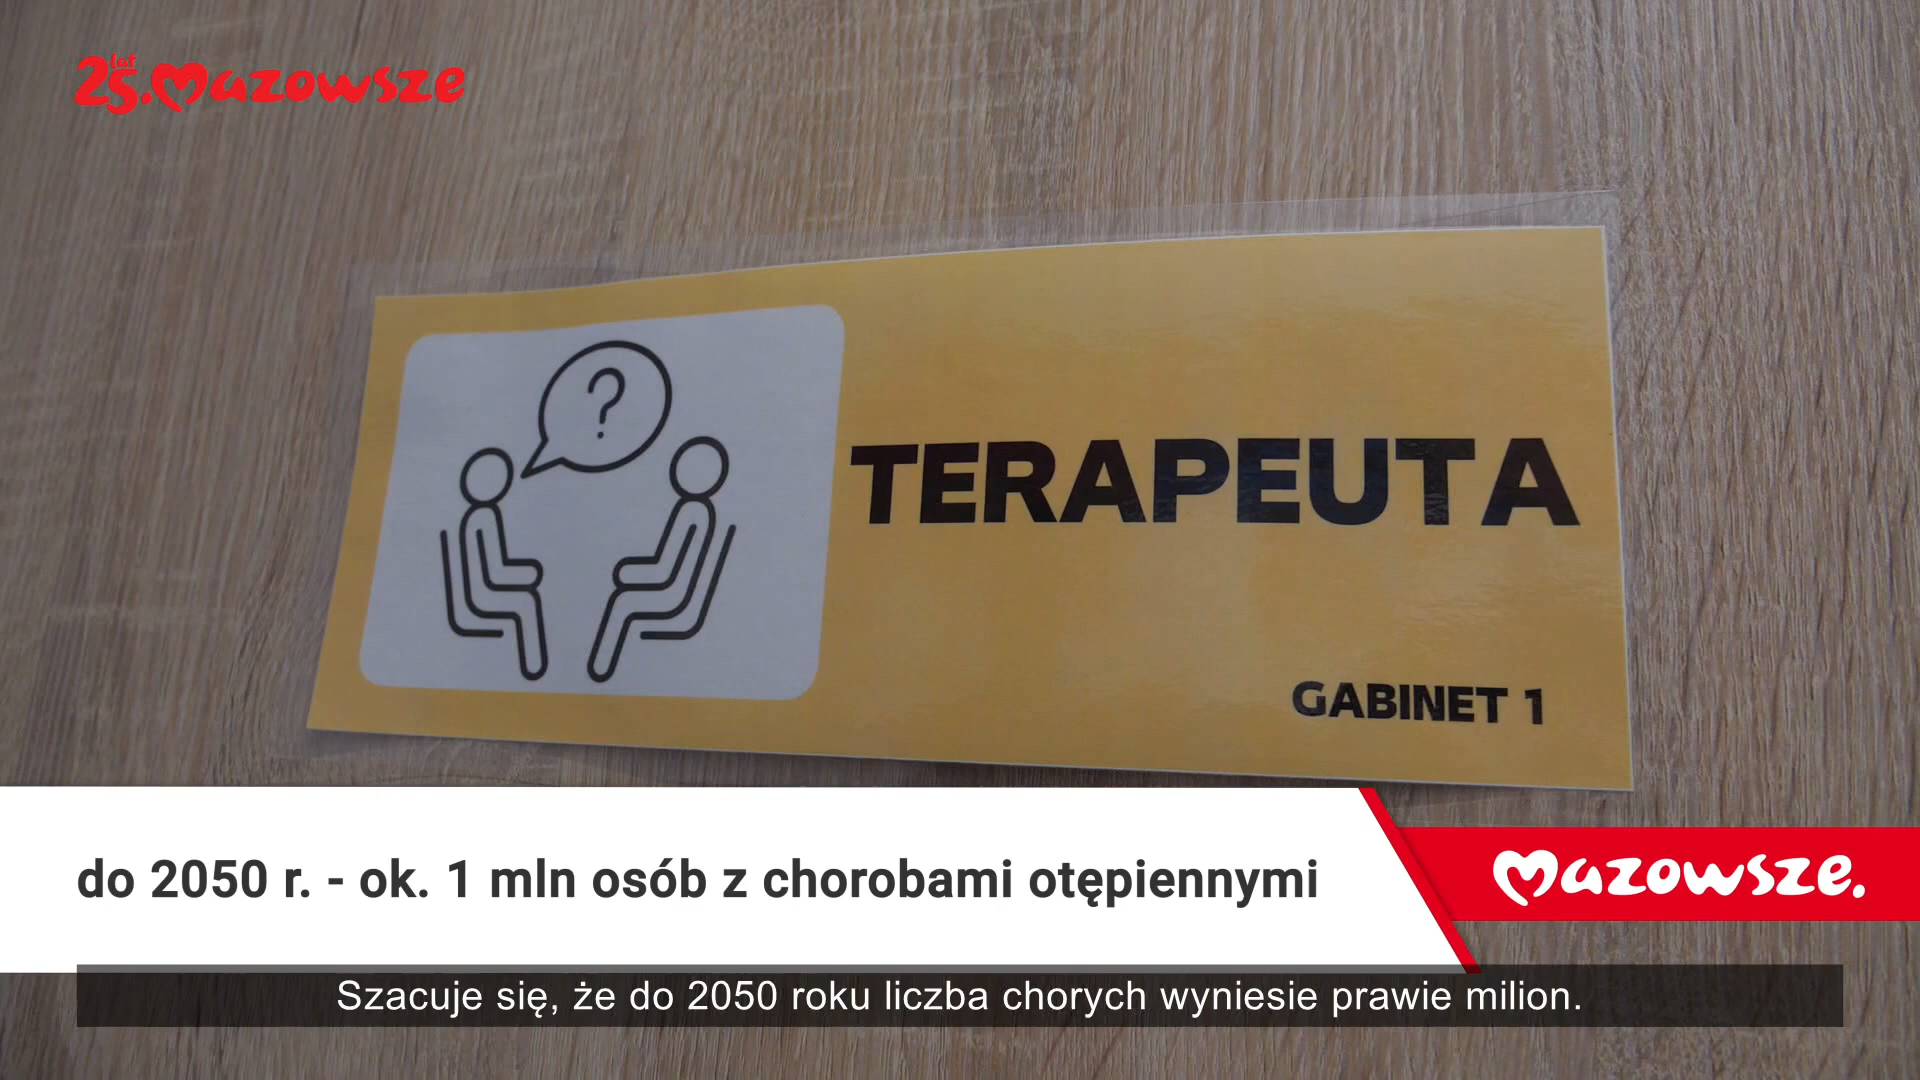 25 lat.Mazowsze
?
TERAPEUTA
GABINET 1
do 2050 r. - ok. 1 mln osób z chorobami otępiennymi
Mazowsze.
Szacuje się, że do 2050 roku liczba chorych wyniesie prawie milion.